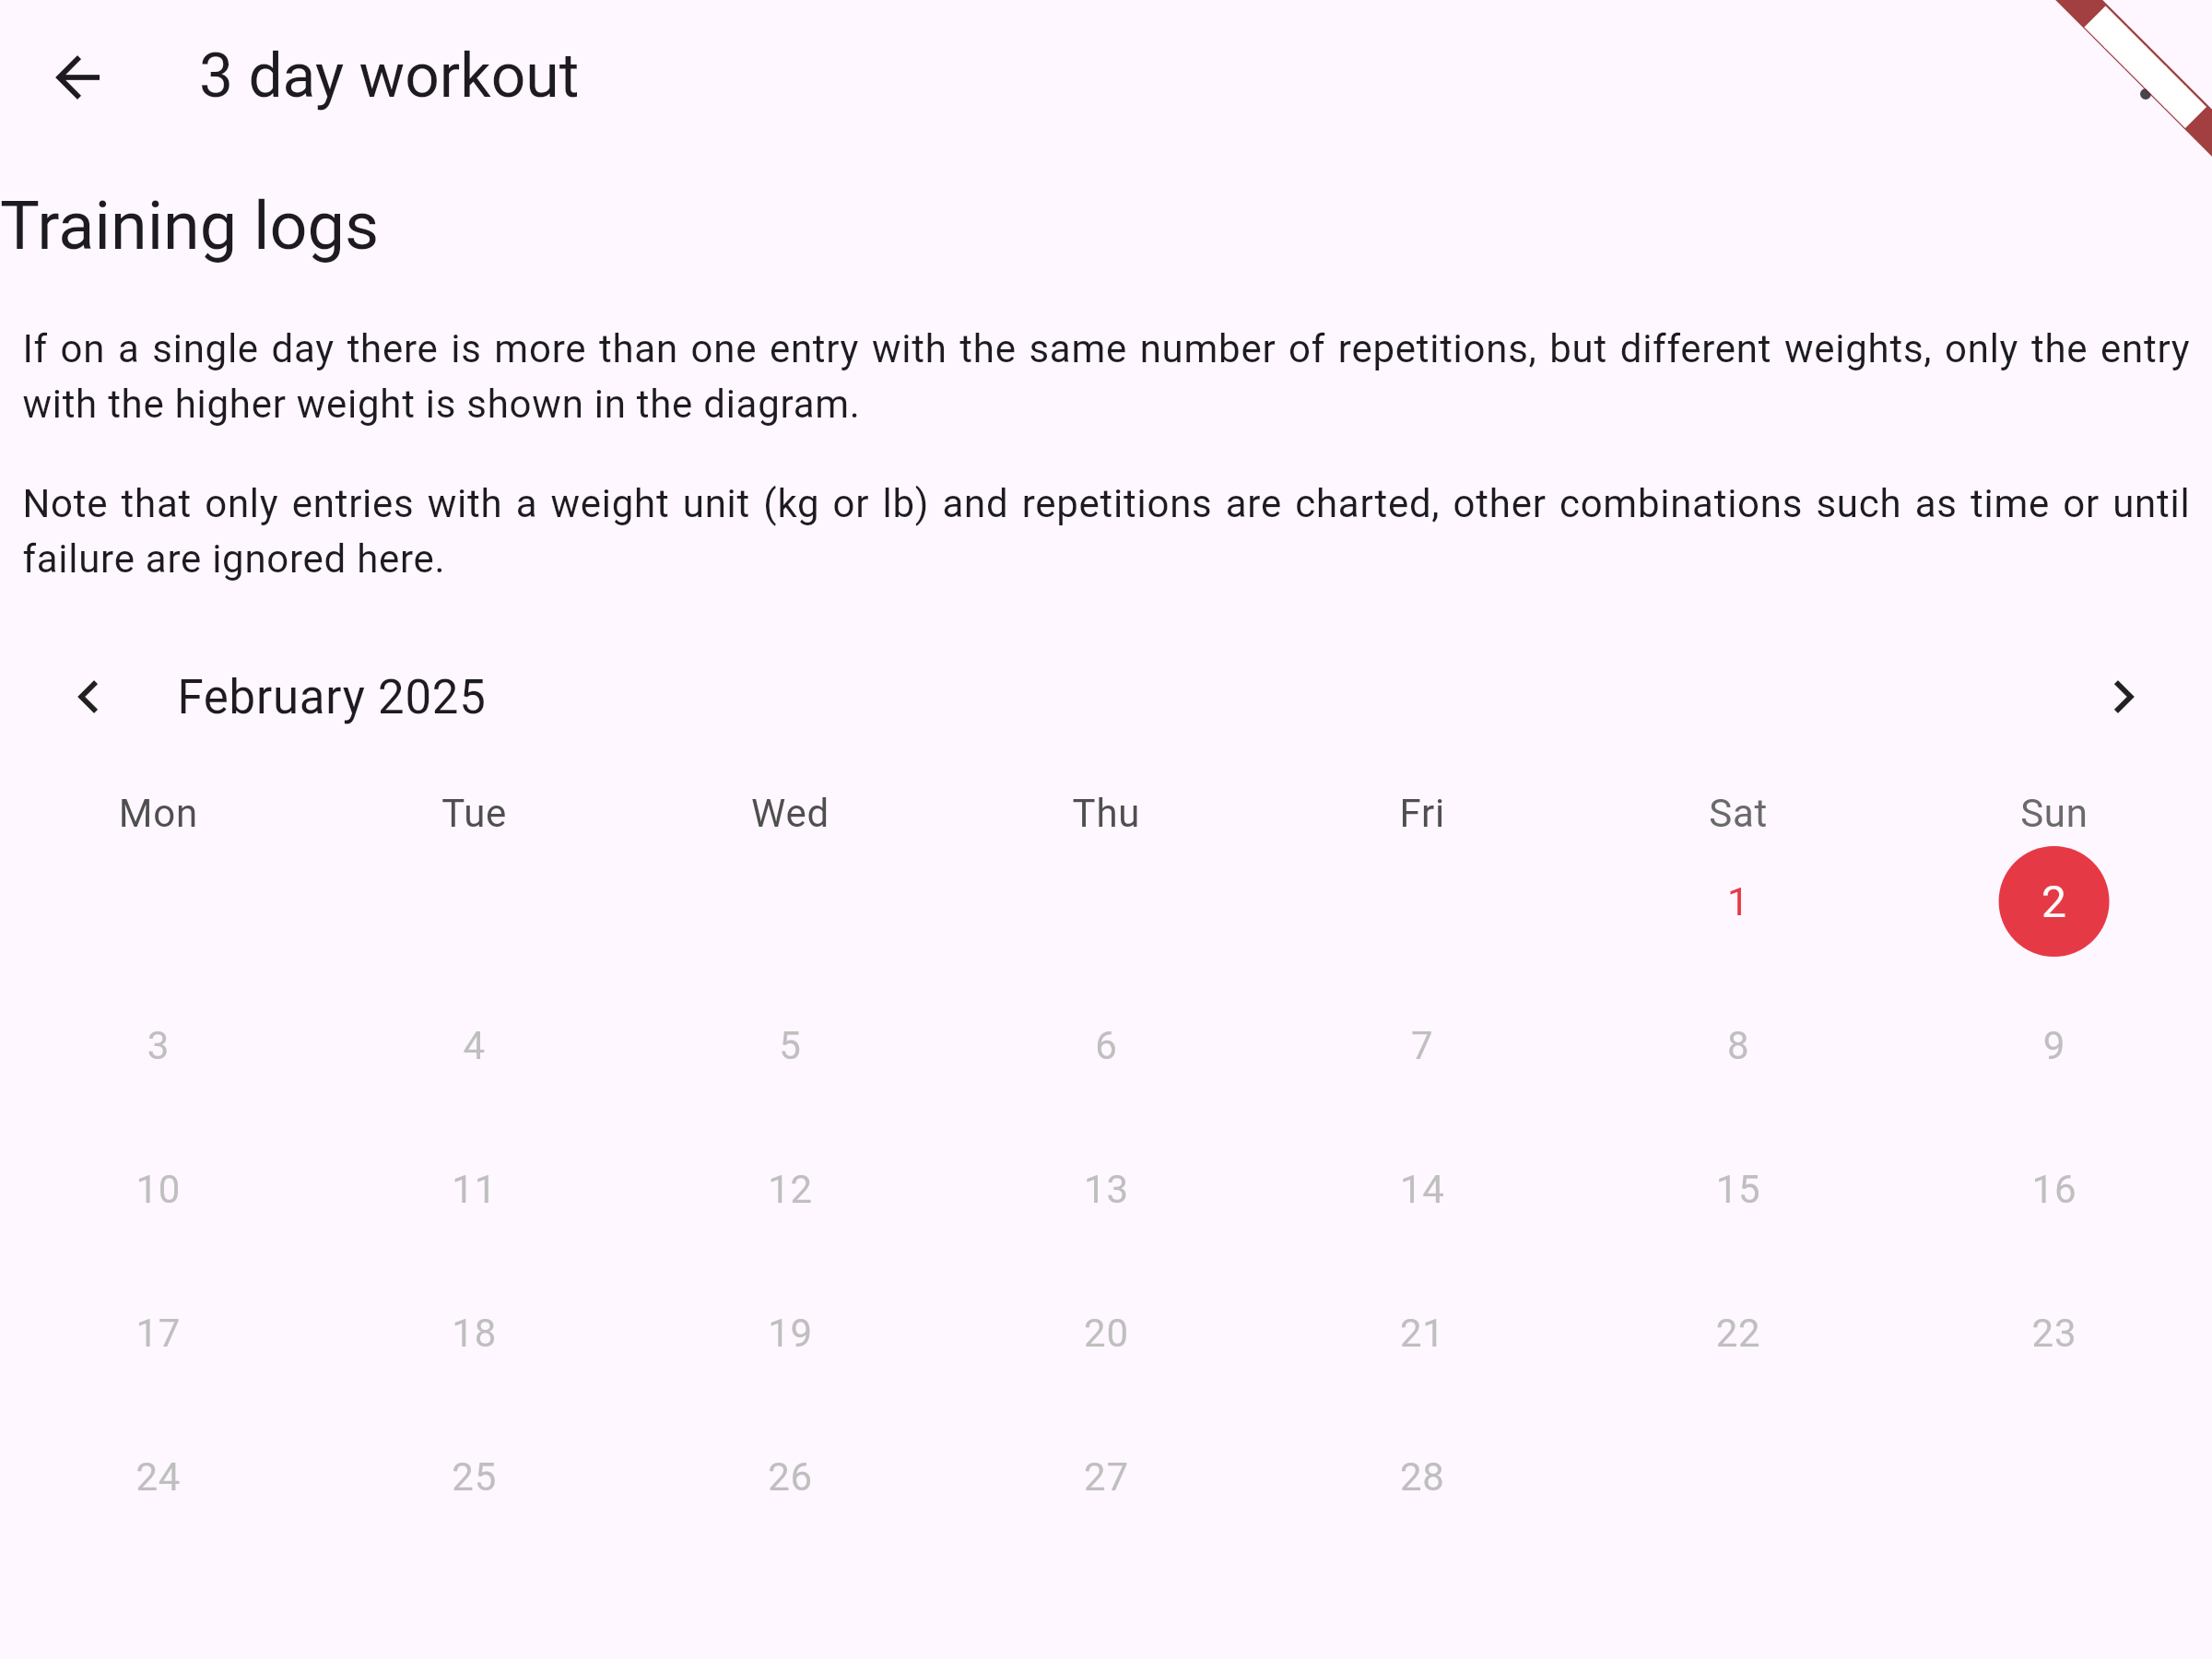 3 day workout
Training logs
If on a single day there is more than one entry with the same number of repetitions, but different weights, only the entry
with the higher weight is shown in the diagram.
Note that only entries with a weight unit (kg or lb) and repetitions are charted, other combinations such as time or until
failure are ignored here.
February 2025
Mon Tue Wed Thu Fri Sat Sun
1 2
3 4 5 6 7 8 9
10 11 12 13 14 15 16
17 18 19 20 21 22 23
24 25 26 27 28